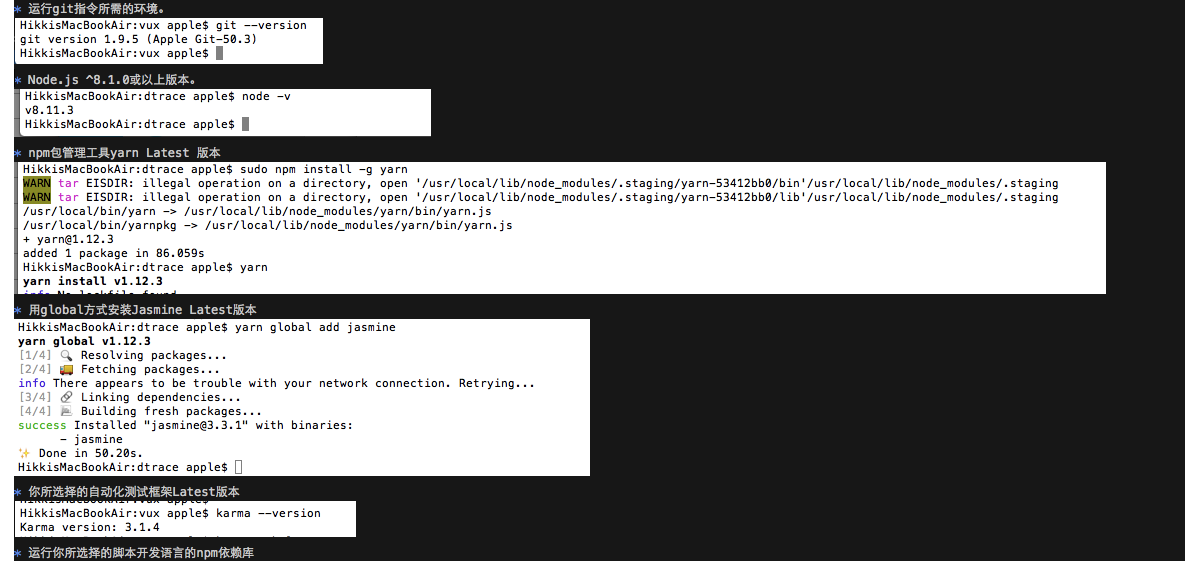 * 运行git指令所需的环境。
HikkisMacBookAir:vux apple$ git --version
git version 1.9.5 (Apple Git-50.3)
HikkisMacBookAir:vux apple$
* Node.js ^8.1.0或以上版本。
HikkisMacBookAir:dtrace apple$ node -v
v8.11.3
HikkisMacBookAir:dtrace apple$
* npm包管理工具yarn Latest 版本
HikkisMacBookAir:dtrace apple$ sudo npm install -g yarn
WARN tar EISDIR: illegal operation on a directory, open '/usr/local/lib/node_modules/.staging/yarn-53412bb0/bin'/usr/local/lib/node_modules/.staging
WARN tar EISDIR: illegal operation on a directory, open '/usr/local/lib/node_modules/.staging/yarn-53412bb0/lib'/usr/local/lib/node_modules/.staging
/usr/local/bin/yarn -> /usr/local/lib/node_modules/yarn/bin/yarn.js
/usr/local/bin/yarnpkg -> /usr/local/lib/node_modules/yarn/bin/yarn.js
+ yarn@1.12.3
added 1 package in 86.059s
HikkisMacBookAir:dtrace apple$ yarn
yarn install v1.12.3
info No lockfile found
* 用global方式安装Jasmine Latest版本
HikkisMacBookAir:dtrace apple$ yarn global add jasmine
yarn global v1.12.3
[1/4] 🔍 Resolving packages...
[2/4] 🚚 Fetching packages...
info There appears to be trouble with your network connection. Retrying...
[3/4] 🔗 Linking dependencies...
[4/4] 📃 Building fresh packages...
success Installed "jasmine@3.3.1" with binaries:
- jasmine
✨ Done in 50.20s.
HikkisMacBookAir:dtrace apple$
* 你所选择的自动化测试框架Latest版本
HikkisMacBookAir:vux apple$
HikkisMacBookAir:vux apple$ karma --version
Karma version: 3.1.4
* 运行你所选择的脚本开发语言的npm依赖库